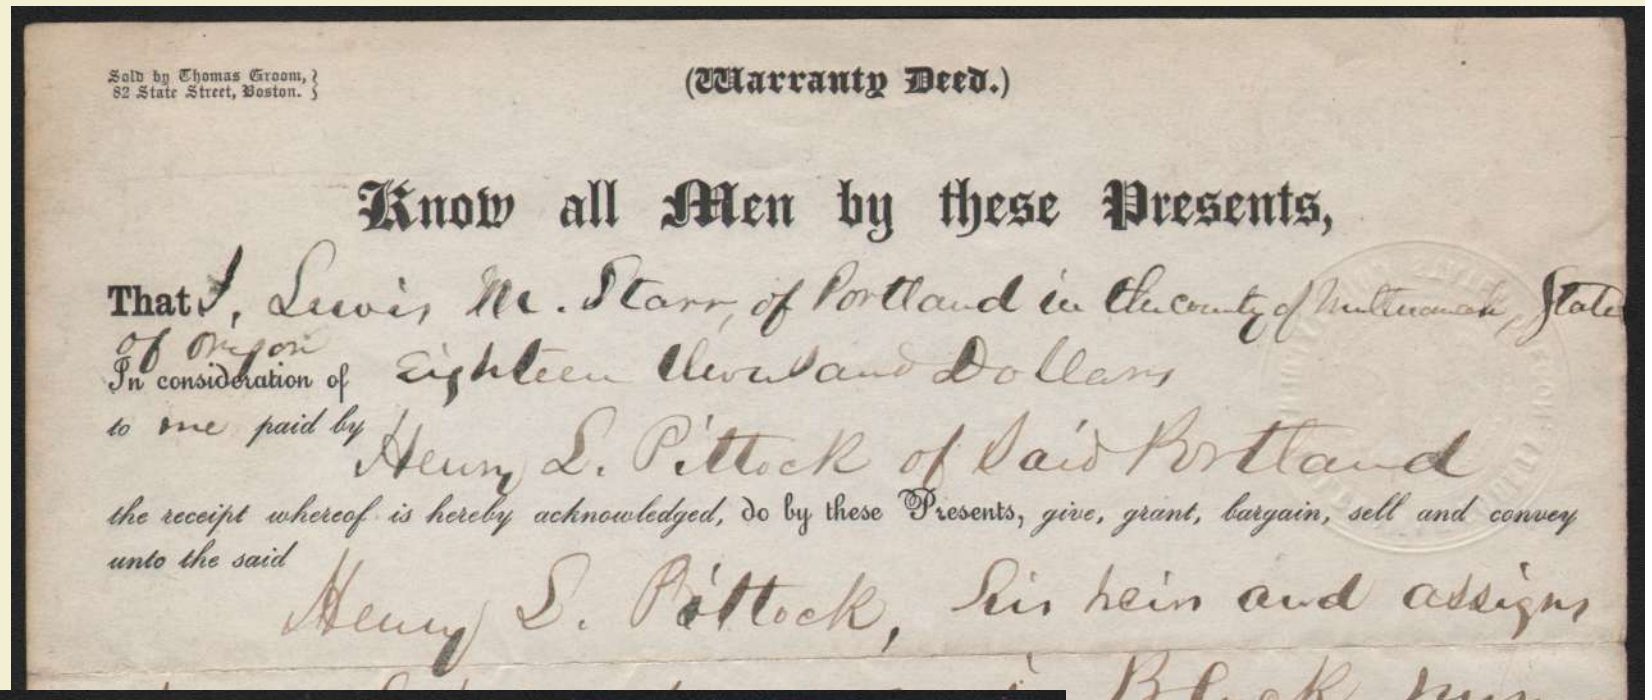 Sold by Thomas Groom,
82 State Street, Boston.
(Warranty Deed.)
Know all Men by these Presents,
That I, Lewis M. Starr, of Portland in the county of Multnomah, State
of Oregon
In consideration of Eighteen thousand Dollars
to me paid by Henry L. Pittock of said Portland
the receipt whereof is hereby acknowledged, do by these Presents, give, grant, bargain, sell and convey
unto the said
Henry L. Pittock, his heirs and assigns
Block